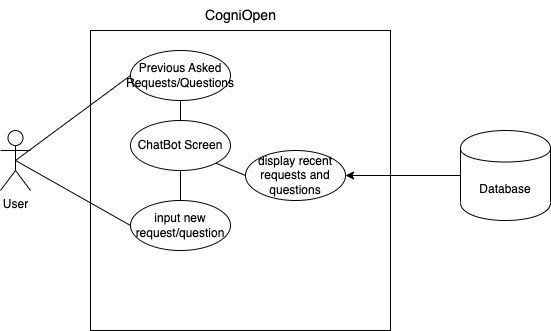 CogniOpen
Previous Asked
Requests/Questions
ChatBot Screen
display recent
requests and
questions
Database
User
input new
request/question